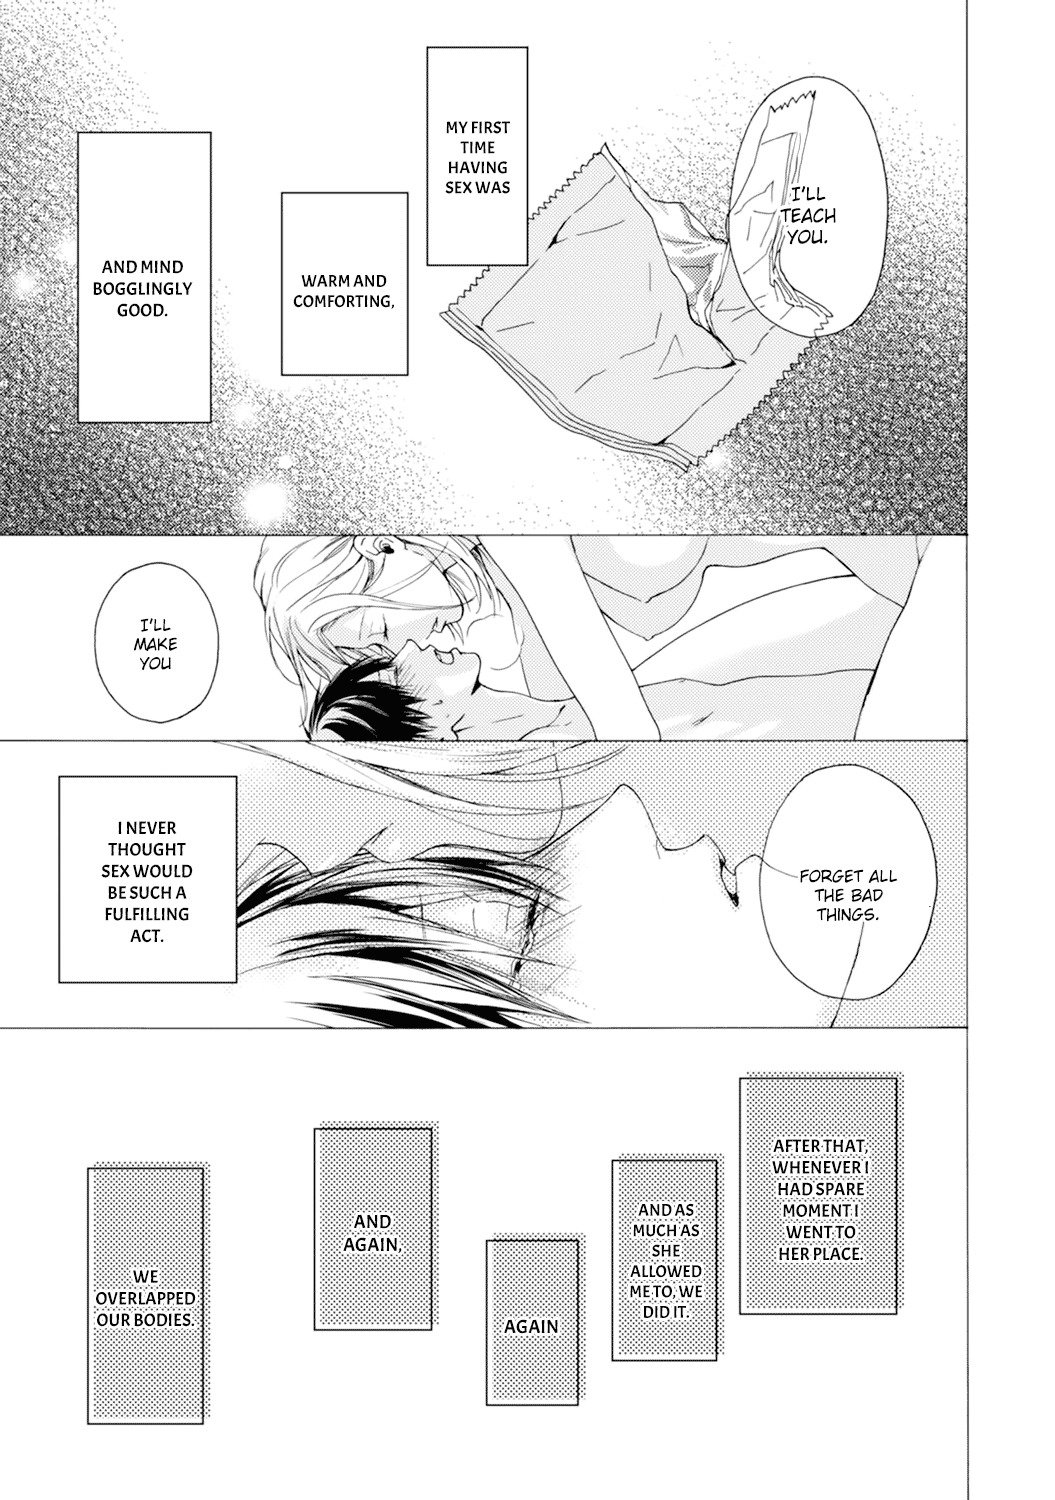 I'LL
TEACH
YOU.
MY FIRST
TIME
HAVING
SEX WAS
WARM AND
COMFORTING,
AND MIND
BOGGLINGLY
GOOD.
I'LL
MAKE
YOU
FORGET ALL
THE BAD
THINGS.
I NEVER
THOUGHT
SEX WOULD
BE SUCH A
FULFILLING
ACT.
AFTER THAT,
WHENEVER I
HAD SPARE
MOMENT I
WENT TO
HER PLACE.
AND AS
MUCH AS
SHE
ALLOWED
ME TO, WE
DID IT.
AGAIN
AND
AGAIN,
WE
OVERLAPPED
OUR BODIES.